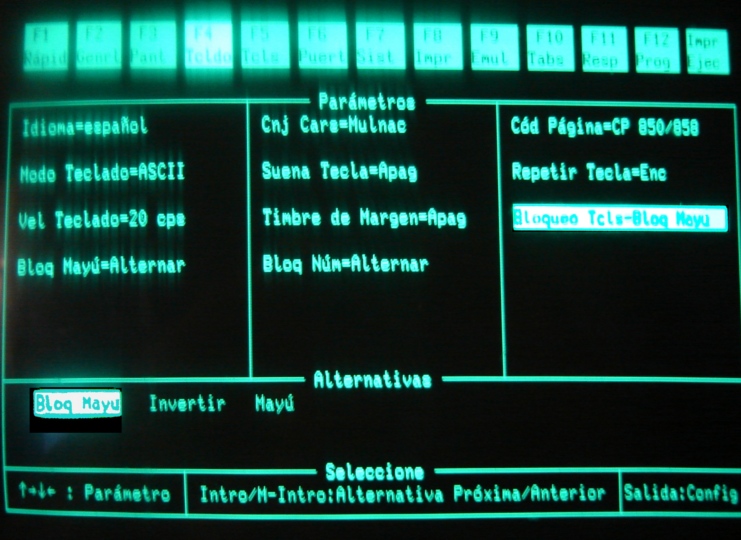 F1 F2 F3 F4 F5 F6 F7 F8 F9 F10 F11 F12 Impr
Rápid Genrl Pant Tcldo Tcls Puert Sist Impr Emul Tabs Resp Prog Ejec
Parámetros
Idioma=español Cnj Cars=Mulnac Cód Página=CP 850/858
Modo Teclado=ASCII Suena Tecla=Apag Repetir Tecla=Enc
Vel Teclado=20 cps Timbre de Margen=Apag Bloqueo Tcls=Bloq Mayú
Bloq Mayú=Alternar Bloq Núm=Alternar
Alternativas
Bloq Mayú Invertir Mayú
Seleccione
↑→↓← : Parámetro Intro/M-Intro:Alternativa Próxima/Anterior Salida:Config